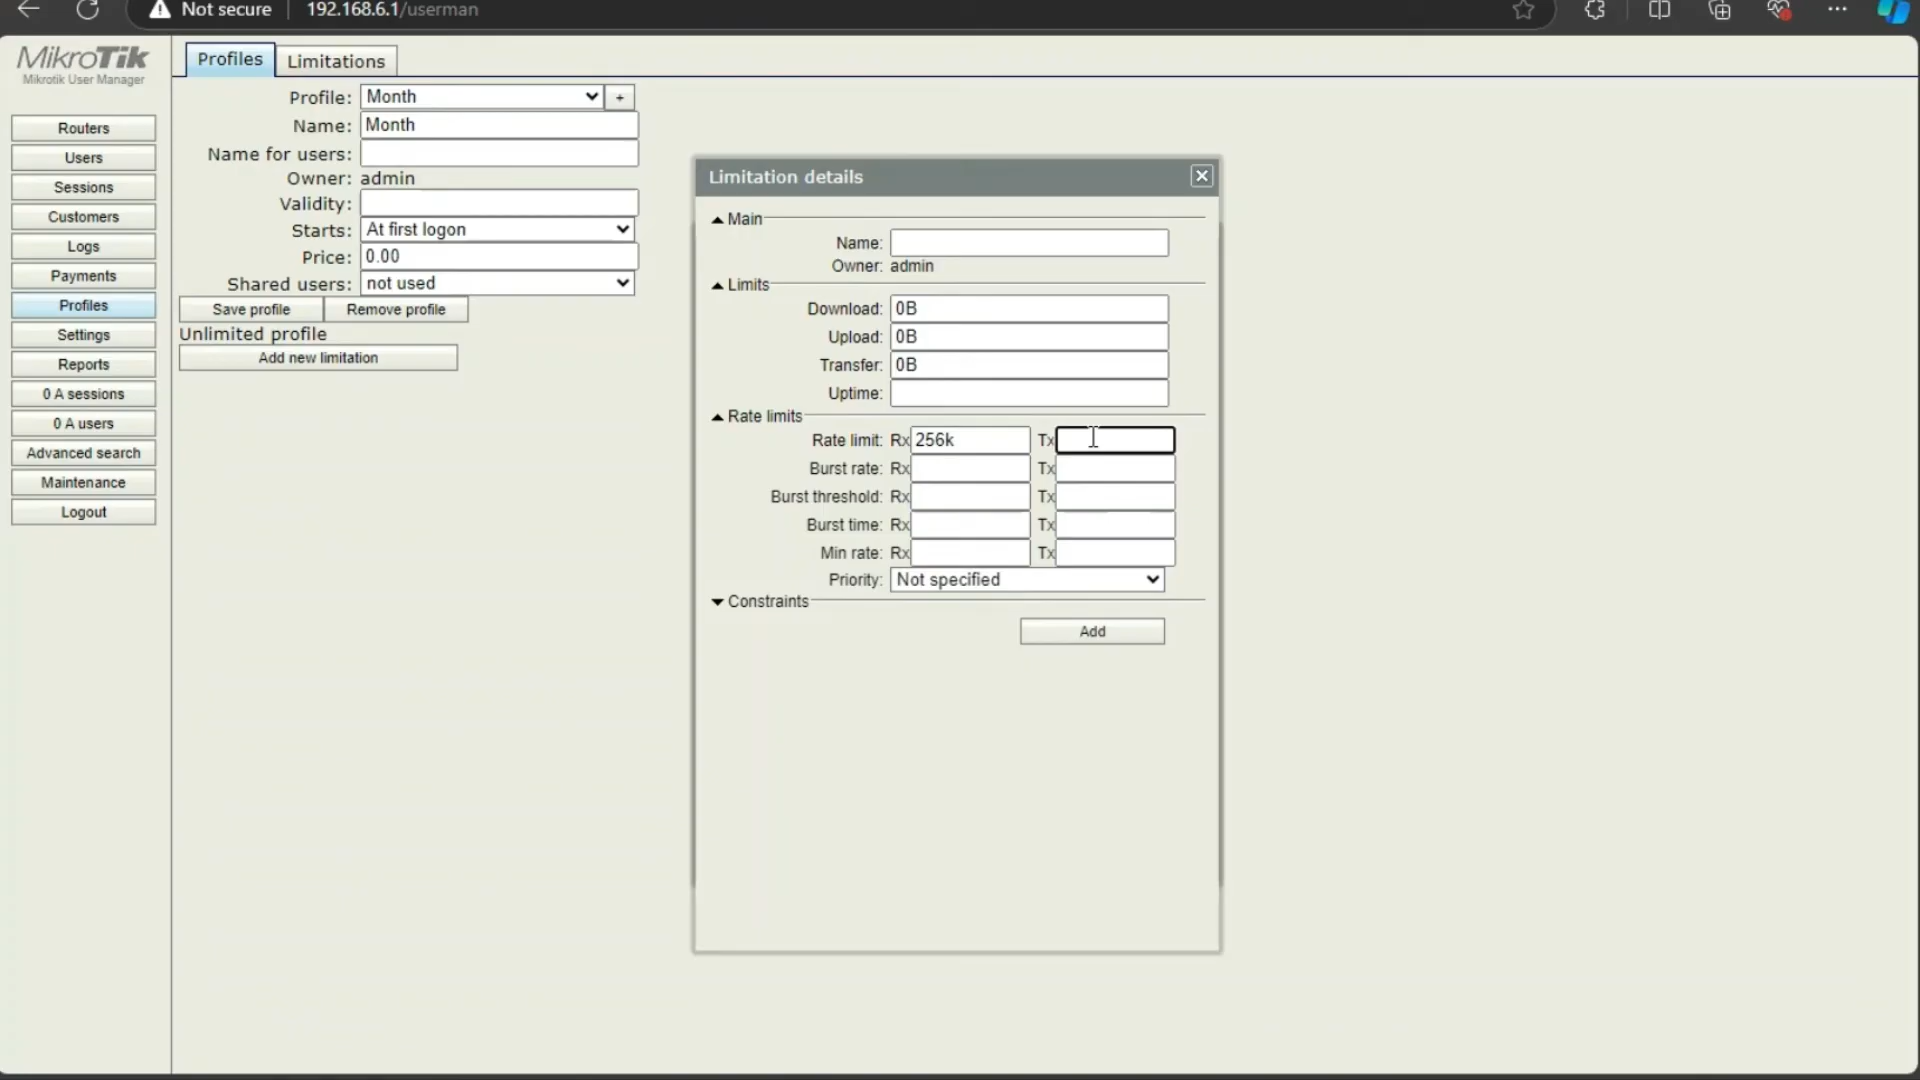 Not secure 192.168.6.1/userman
MikroTik
Mikrotik User Manager
Routers
Users
Sessions
Customers
Logs
Payments
Profiles
Settings
Reports
0 A sessions
0 A users
Advanced search
Maintenance
Logout
Profiles Limitations
Profile: Month +
Name: Month
Name for users:
Owner: admin
Validity:
Starts: At first logon
Price: 0.00
Shared users: not used
Save profile Remove profile
Unlimited profile
Add new limitation
Limitation details
Main
Name:
Owner: admin
Limits
Download: 0B
Upload: 0B
Transfer: 0B
Uptime:
Rate limits
Rate limit: Rx 256k Tx
Burst rate: Rx Tx
Burst threshold: Rx Tx
Burst time: Rx Tx
Min rate: Rx Tx
Priority: Not specified
Constraints
Add